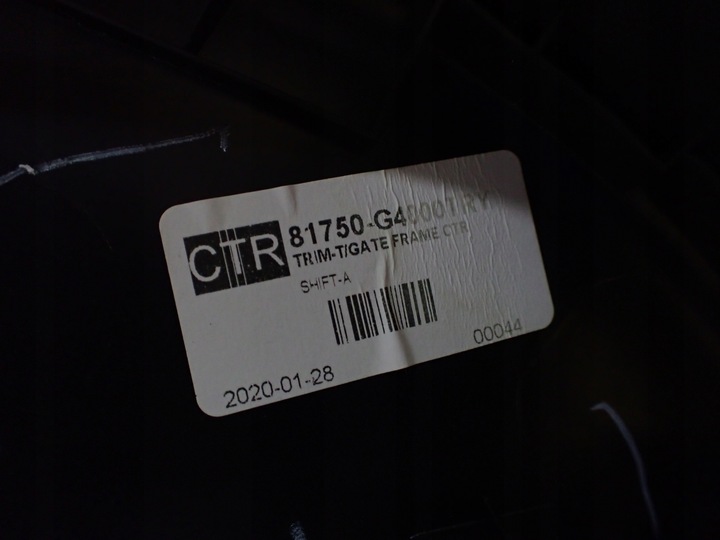 CTR
81750-G4000TRY
TRIM-T/GATE FRAME CTR
SHIFT-A
00044
2020-01-28